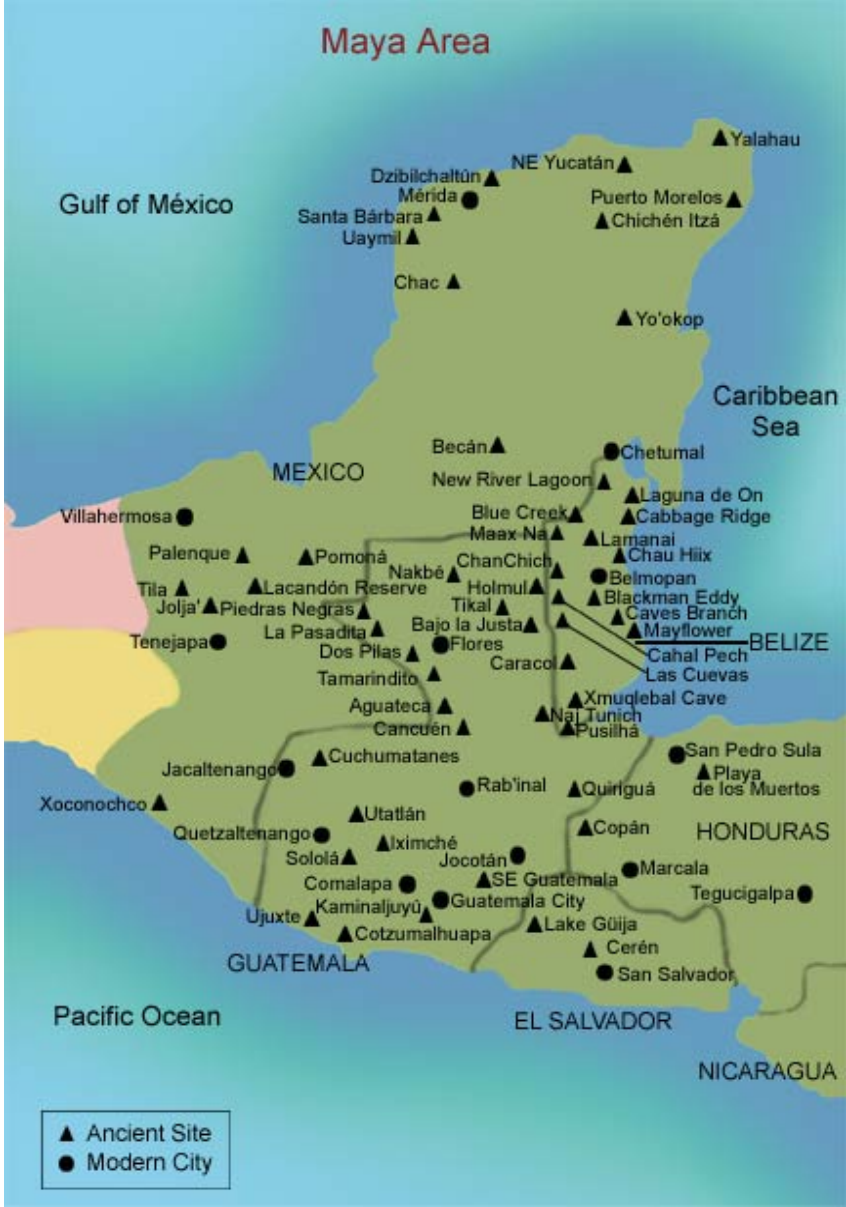 Maya Area
Yalahau
NE Yucatán
Dzibilchaltún
Mérida
Puerto Morelos
Gulf of México
Santa Bárbara
Chichén Itzá
Uaymil
Chac
Yo'okop
Caribbean
Sea
Becán
Chetumal
MEXICO
New River Lagoon
Laguna de On
Villahermosa
Blue Creek
Cabbage Ridge
Maax Na
Lamanai
Palenque
Pomoná
ChanChich
Chau Hiix
Nakbé
Belmopan
Tila
Lacandón Reserve
Holmul
Blackman Eddy
Jolja'
Piedras Negras
Tikal
Caves Branch
La Pasadita
Bajo la Justa
Mayflower
Tenejapa
Flores
BELIZE
Dos Pilas
Caracol
Cahal Pech
Tamarindito
Las Cuevas
Aguateca
Xmuqlebal Cave
Naj Tunich
Cancuén
Pusilhá
Cuchumatanes
San Pedro Sula
Jacaltenango
Playa
de los Muertos
Rab'inal
Quiriguá
Xoconochco
Utatlán
Copán
HONDURAS
Quetzaltenango
Iximché
Sololá
Jocotán
Marcala
Comalapa
SE Guatemala
Tegucigalpa
Kaminaljuyú
Guatemala City
Ujuxte
Cotzumalhuapa
Lake Güija
GUATEMALA
Cerén
San Salvador
Pacific Ocean
EL SALVADOR
NICARAGUA
Ancient Site
Modern City